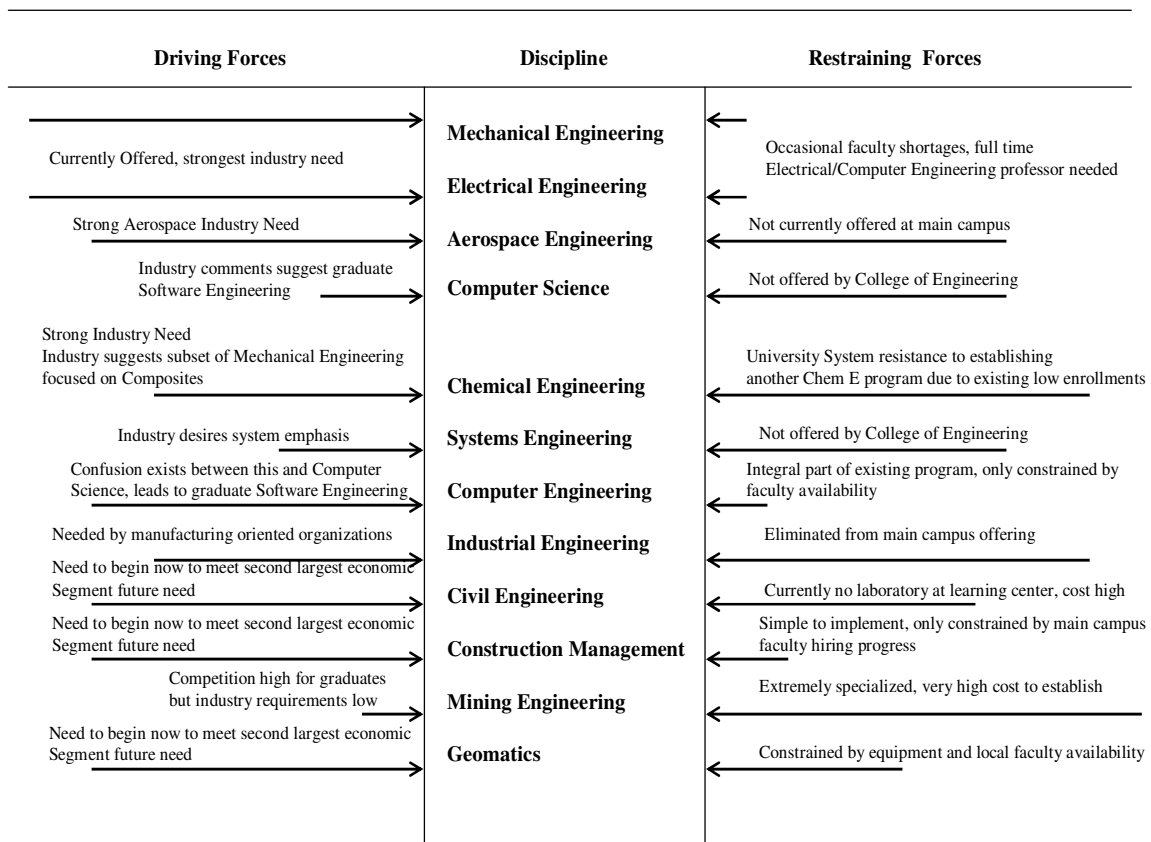 Driving Forces
Discipline
Restraining Forces
Mechanical Engineering
Currently Offered, strongest industry need
Occasional faculty shortages, full time
Electrical/Computer Engineering professor needed
Electrical Engineering
Strong Aerospace Industry Need
Aerospace Engineering
Not currently offered at main campus
Industry comments suggest graduate
Software Engineering
Computer Science
Not offered by College of Engineering
Strong Industry Need
Industry suggests subset of Mechanical Engineering
focused on Composites
Chemical Engineering
University System resistance to establishing
another Chem E program due to existing low enrollments
Industry desires system emphasis
Systems Engineering
Not offered by College of Engineering
Confusion exists between this and Computer
Science, leads to graduate Software Engineering
Computer Engineering
Integral part of existing program, only constrained by
faculty availability
Needed by manufacturing oriented organizations
Industrial Engineering
Eliminated from main campus offering
Need to begin now to meet second largest economic
Segment future need
Civil Engineering
Currently no laboratory at learning center, cost high
Need to begin now to meet second largest economic
Segment future need
Construction Management
Simple to implement, only constrained by main campus
faculty hiring progress
Competition high for graduates
but industry requirements low
Mining Engineering
Extremely specialized, very high cost to establish
Need to begin now to meet second largest economic
Segment future need
Geomatics
Constrained by equipment and local faculty availability